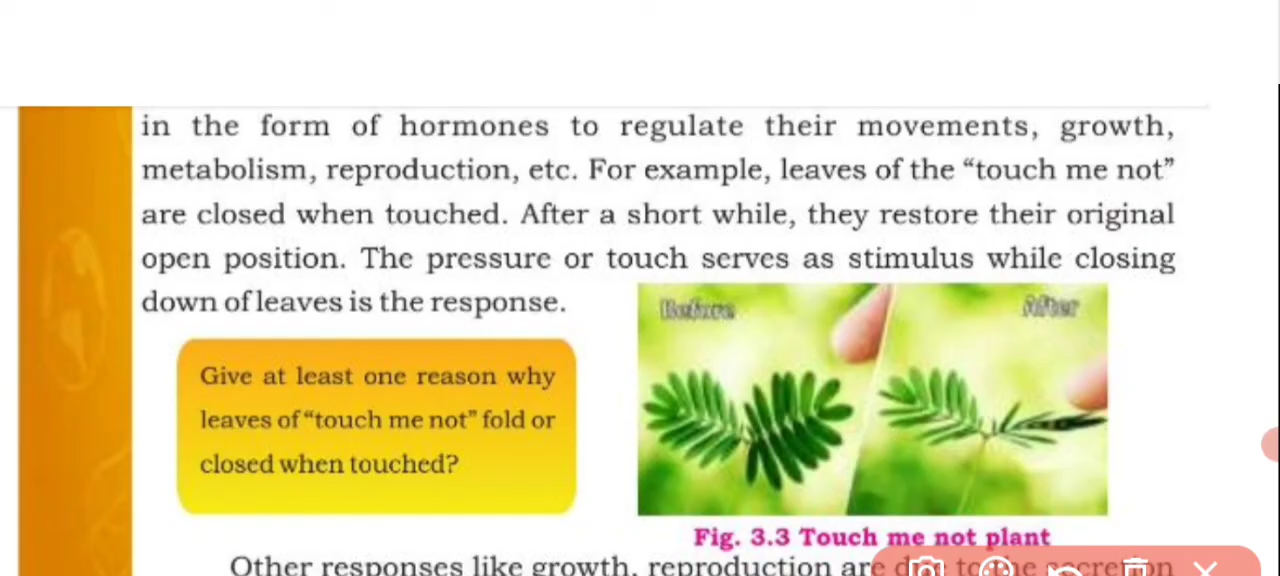 in the form of hormones to regulate their movements, growth,
metabolism, reproduction, etc. For example, leaves of the “touch me not”
are closed when touched. After a short while, they restore their original
open position. The pressure or touch serves as stimulus while closing
down of leaves is the response.
Before
After
Give at least one reason why
leaves of “touch me not” fold or
closed when touched?
Fig. 3.3 Touch me not plant
Other responses like growth, reproduction are due to the secretion